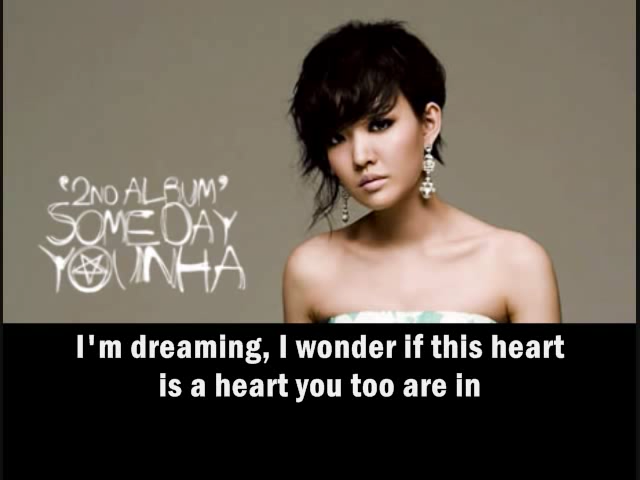 '2ND ALBUM'
SOMEDAY
YOUNHA
I'm dreaming, I wonder if this heart
is a heart you too are in